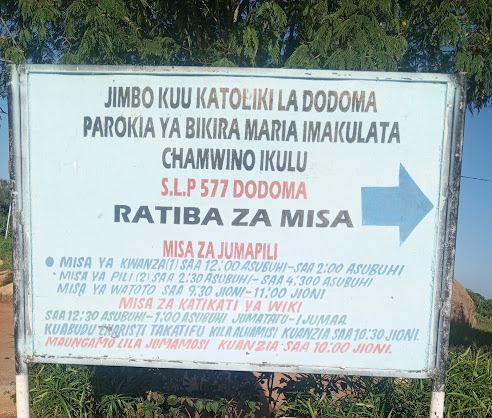 JIMBO KUU KATOLIKI LA DODOMA
PAROKIA YA BIKIRA MARIA IMAKULATA
CHAMWINO IKULU
S.L.P 577 DODOMA
RATIBA ZA MISA
MISA ZA JUMAPILI
MISA YA KWANZA(1) SAA 12:00 ASUBUHI-SAA 2:00 ASUBUHI
MISA YA PILI (2) SAA 2:30 ASUBUHI-SAA 4:300 ASUBUHI
MISA YA WATOTO SAA 9.30 JIONI-11:00 JIONI
MISA ZA KATIKATI YA WIKI
SAA 12:30 ASUBUHI-1:00 ASUBUHI JUMATATU-IJUMAA
KUABUDU EKARISTI TAKATIFU KILA ALHAMISI KUANZIA SAA 10:30 JIONI.
MAUNGAMO LILA JUMAMOSI KUANZIA SAA 10:00 JIONI.